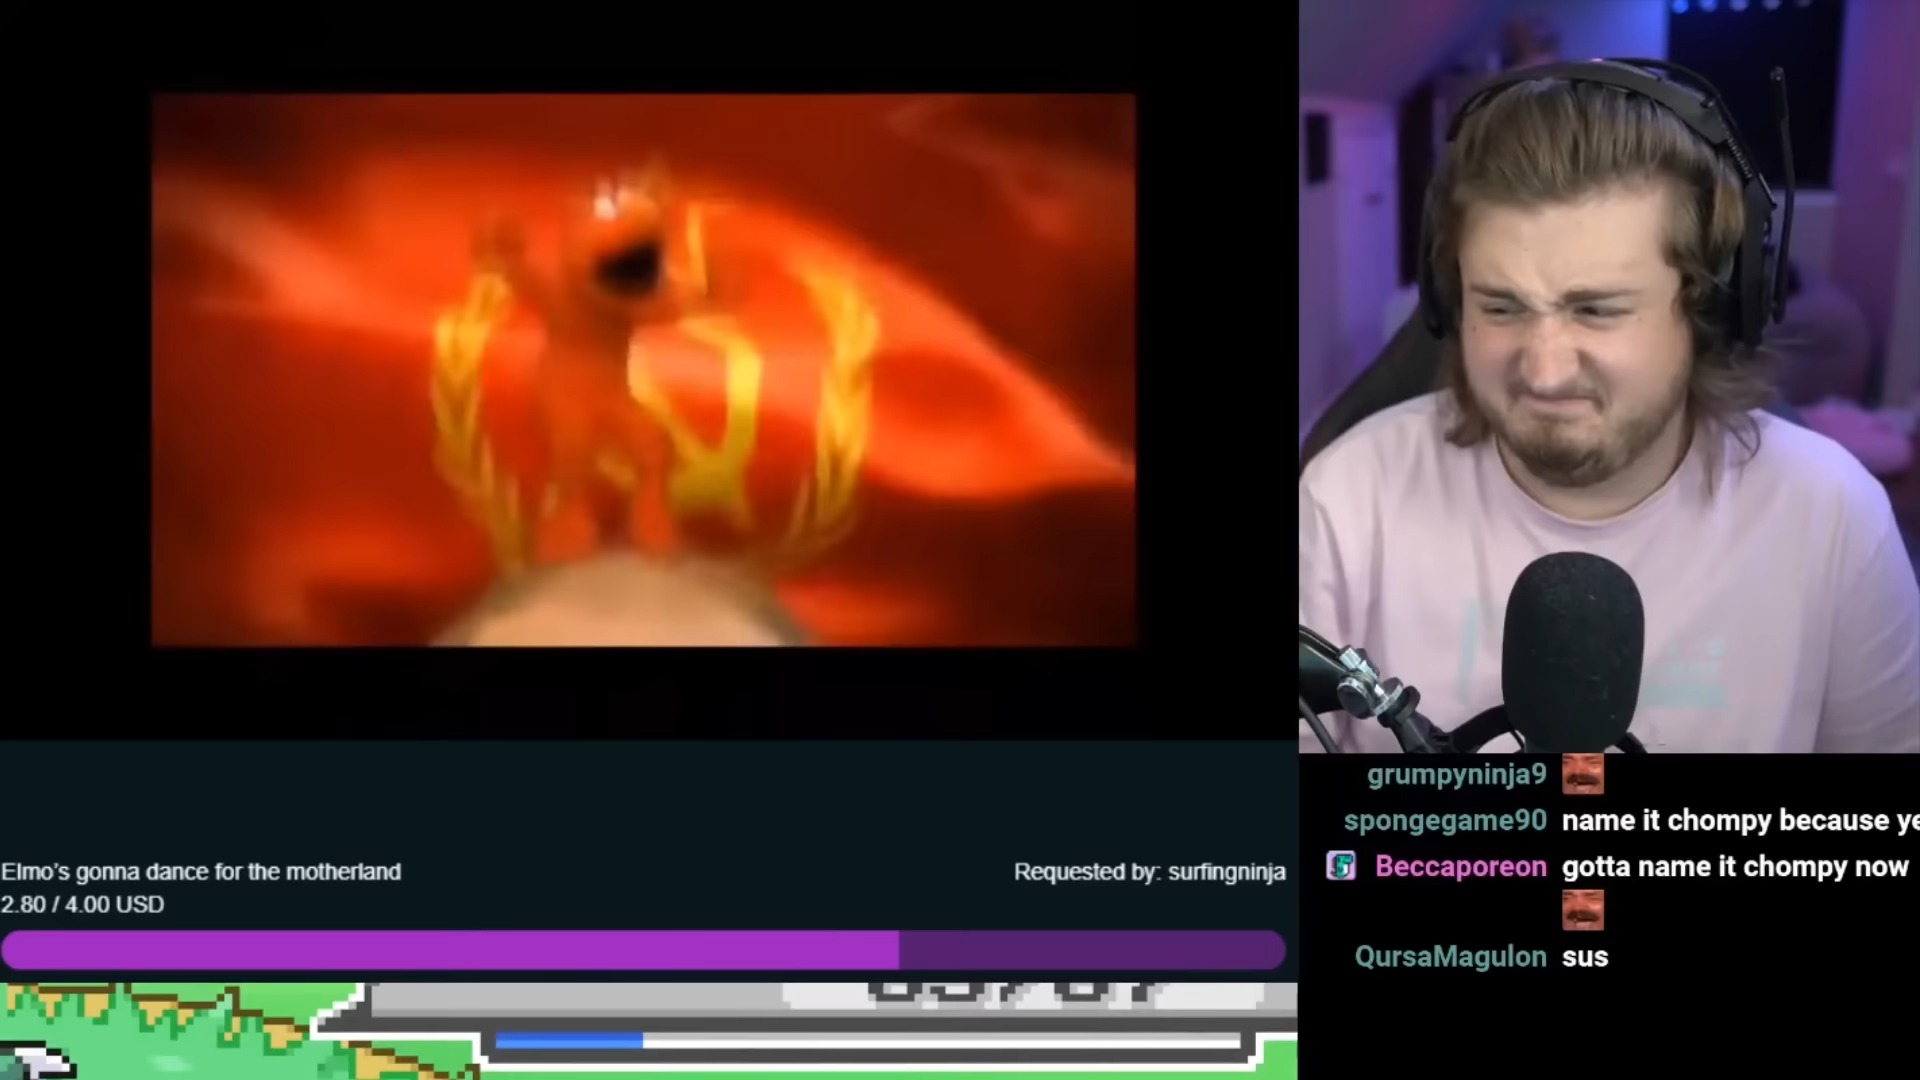 Elmo's gonna dance for the motherland
2.80 / 4.00 USD
Requested by: surfingninja
grumpyninja9
spongegame90 name it chompy because ye
Beccaporeon gotta name it chompy now
QursaMagulon sus